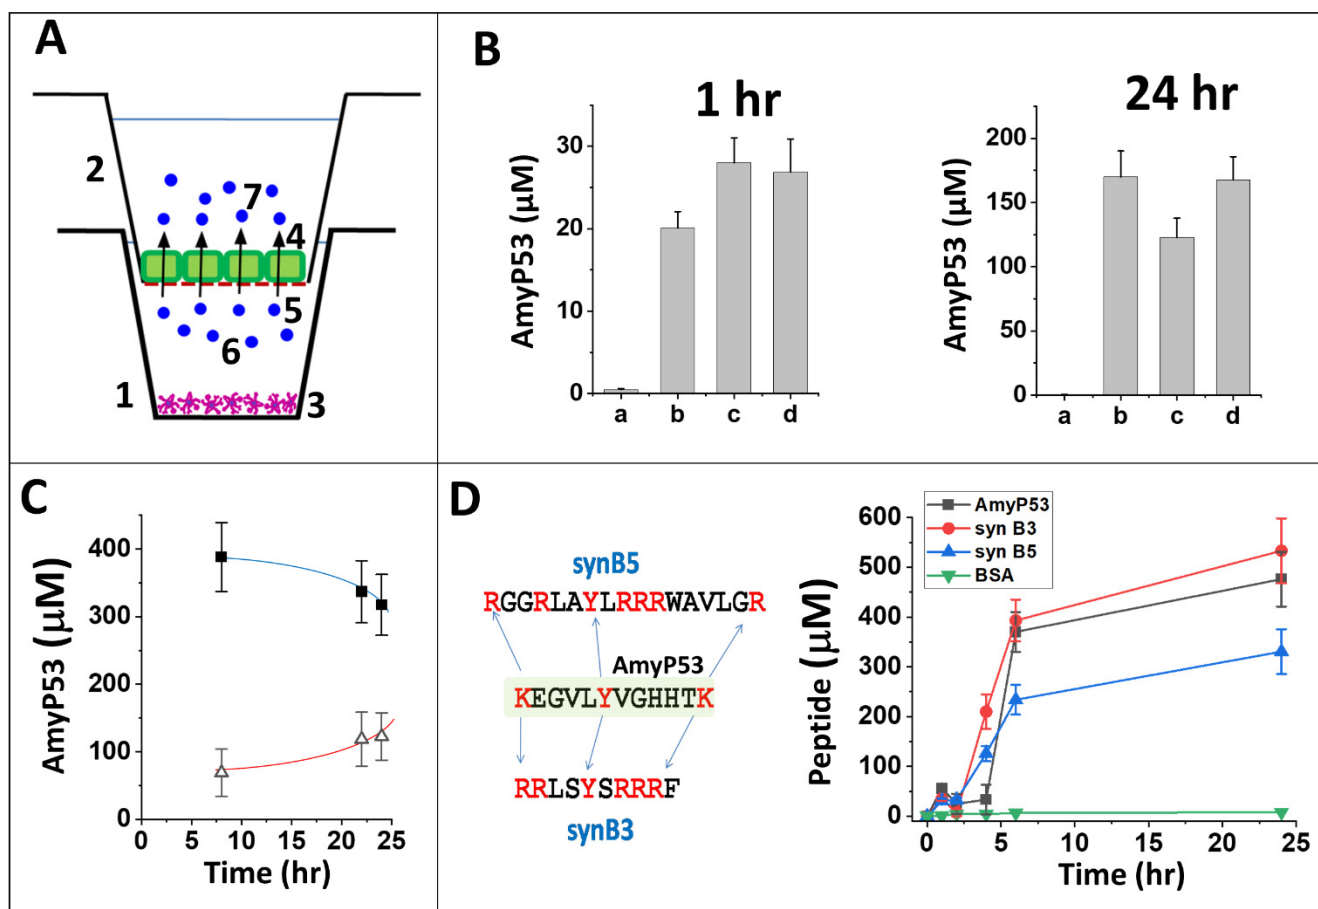 A
2
7
4
5
6
1
3
B
1 hr
AmyP53 (µM)
30
20
10
0
a b c d
24 hr
AmyP53 (µM)
200
150
100
50
0
a b c d
C
AmyP53 (µM)
400
300
200
100
0
0 5 10 15 20 25
Time (hr)
D
synB5
RGGRLAYLRRRWAVLGR
AmyP53
KEGVLYVGHHTK
RRLSYSRRRF
synB3
AmyP53
syn B3
syn B5
BSA
Peptide (µM)
600
500
400
300
200
100
0
0 5 10 15 20 25
Time (hr)